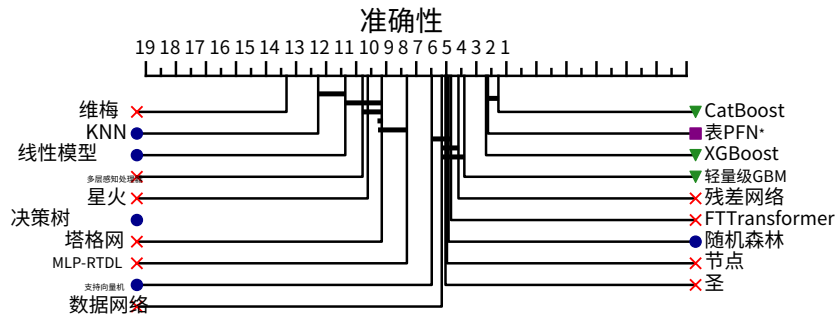 准确性
19 18 17 16 15 14 13 12 11 10 9 8 7 6 5 4 3 2 1
维梅
KNN
线性模型
多层感知处理器
星火
决策树
塔格网
MLP-RTDL
支持向量机
数据网络
CatBoost
表PFN*
XGBoost
轻量级GBM
残差网络
FTTransformer
随机森林
节点
圣